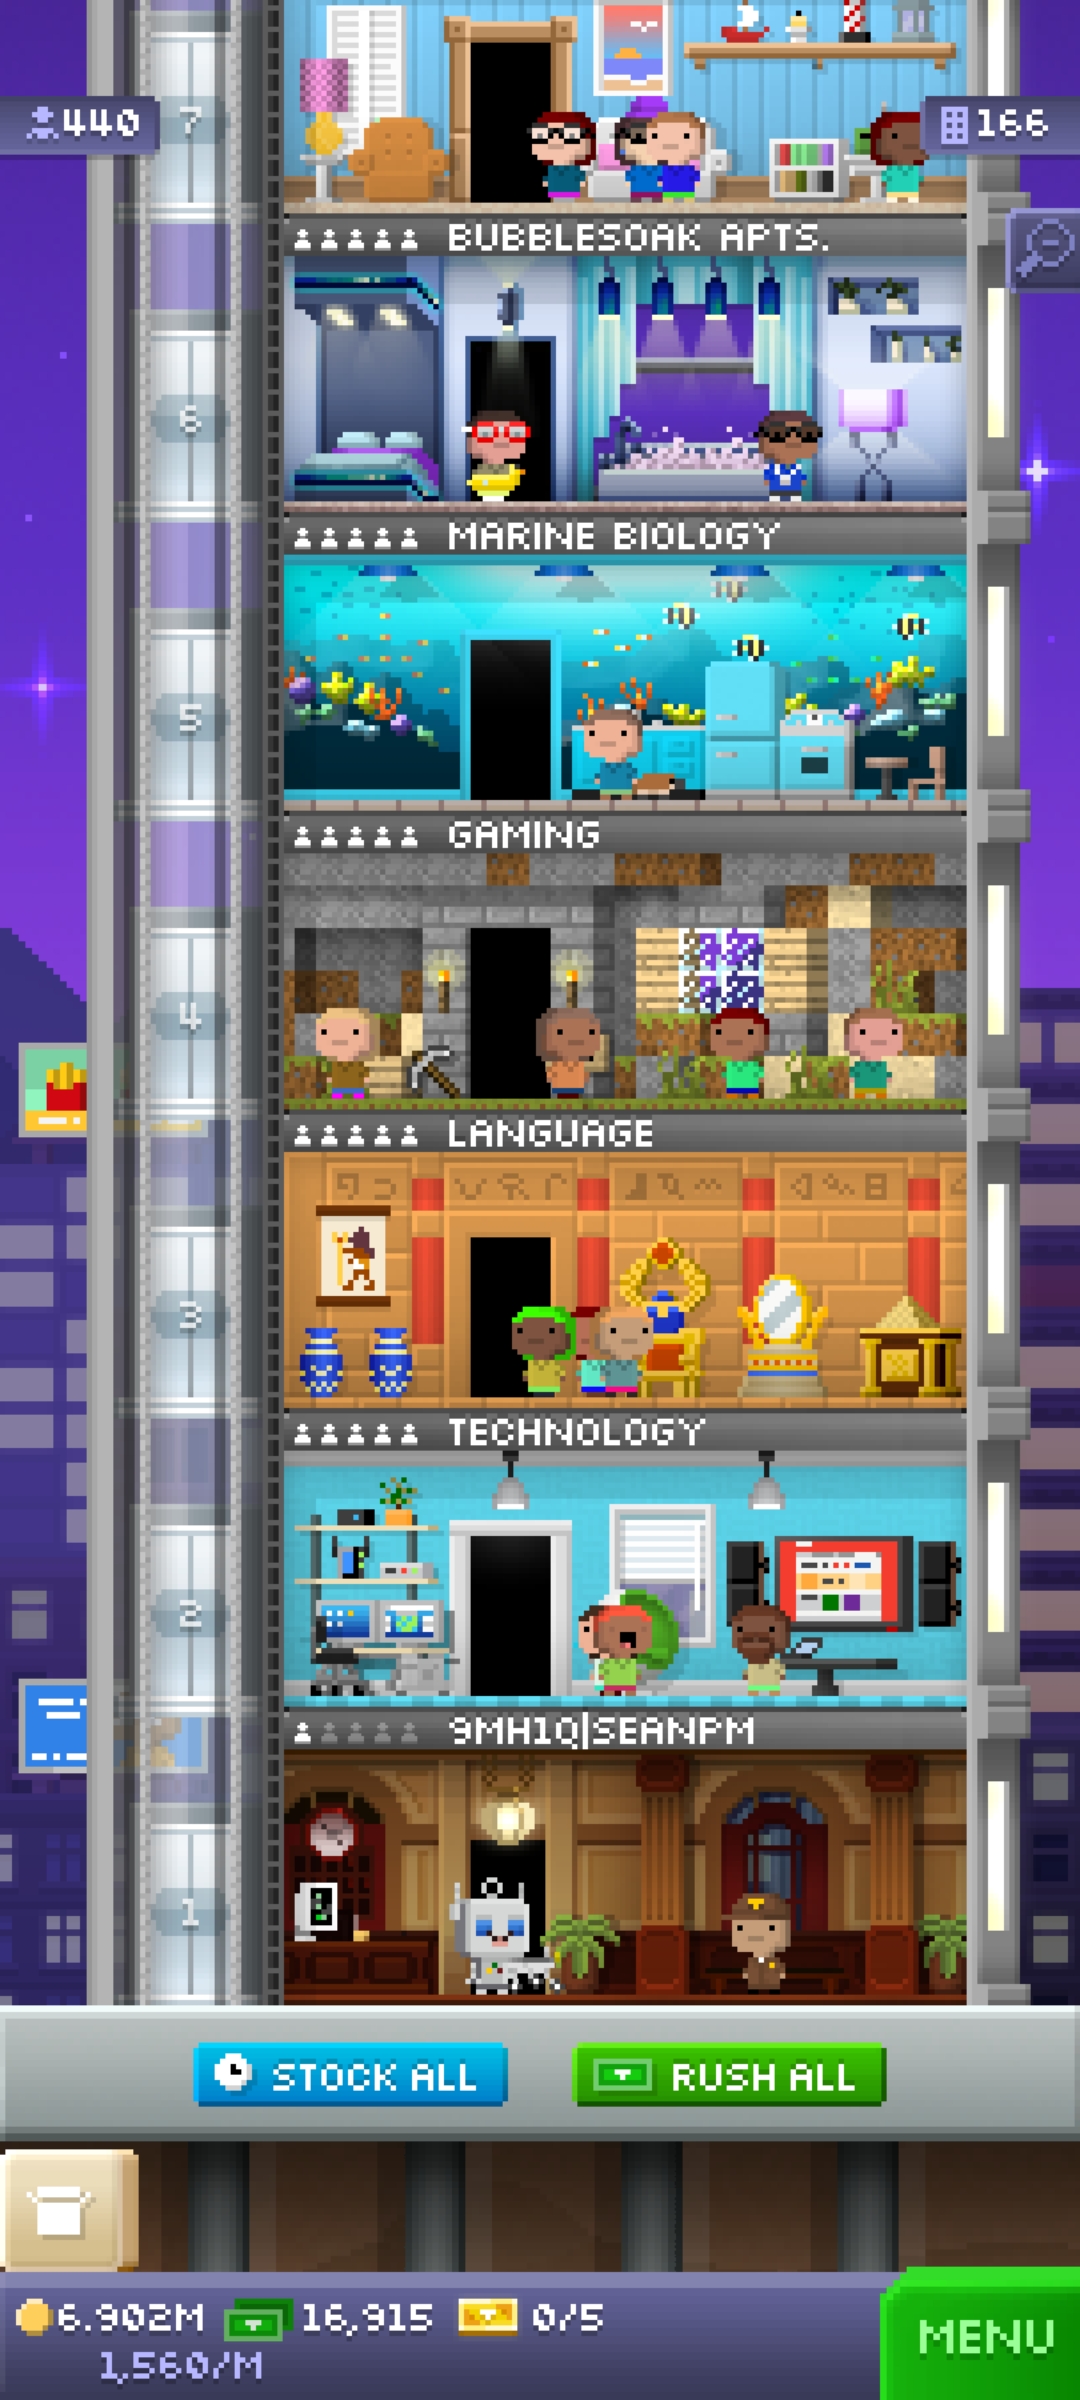 440
7
166
BUBBLESOAK APTS.
6
MARINE BIOLOGY
5
GAMING
4
LANGUAGE
3
TECHNOLOGY
2
9MH1Q|SEANPM
1
STOCK ALL
RUSH ALL
6.902M
16,915
0/5
1,560/M
MENU